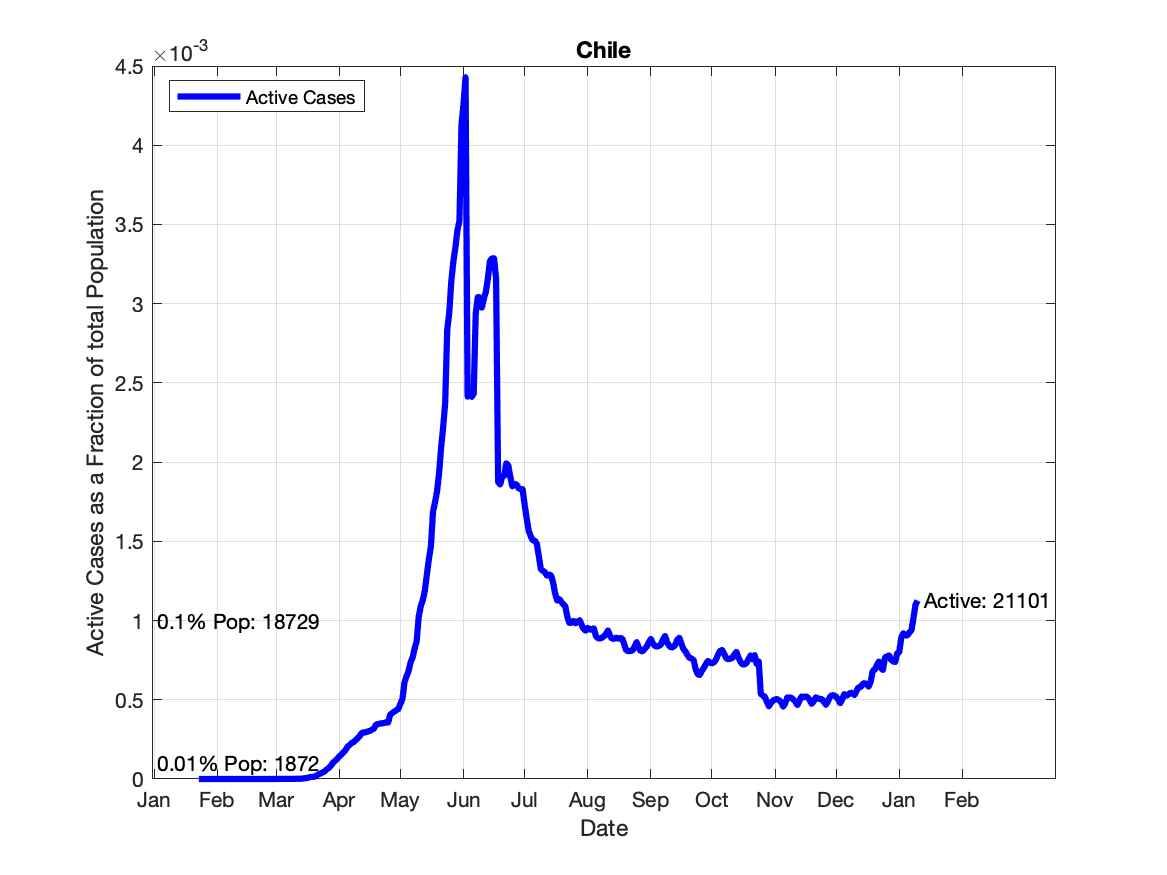 Chile
×10-3
Active Cases
4.5
4
3.5
3
2.5
2
1.5
1
0.5
0
Active Cases as a Fraction of total Population
0.1% Pop: 18729
0.01% Pop: 1872
Active: 21101
Jan Feb Mar Apr May Jun Jul Aug Sep Oct Nov Dec Jan Feb
Date